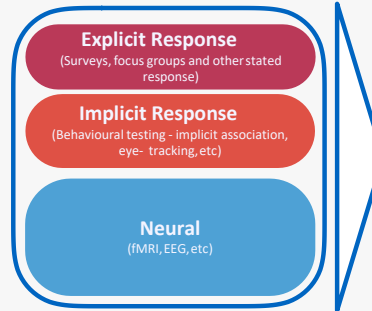 Explicit Response
(Surveys, focus groups and other stated
response)
Implicit Response
(Behavioural testing - implicit association,
eye- tracking, etc)
Neural
(fMRI, EEG, etc)